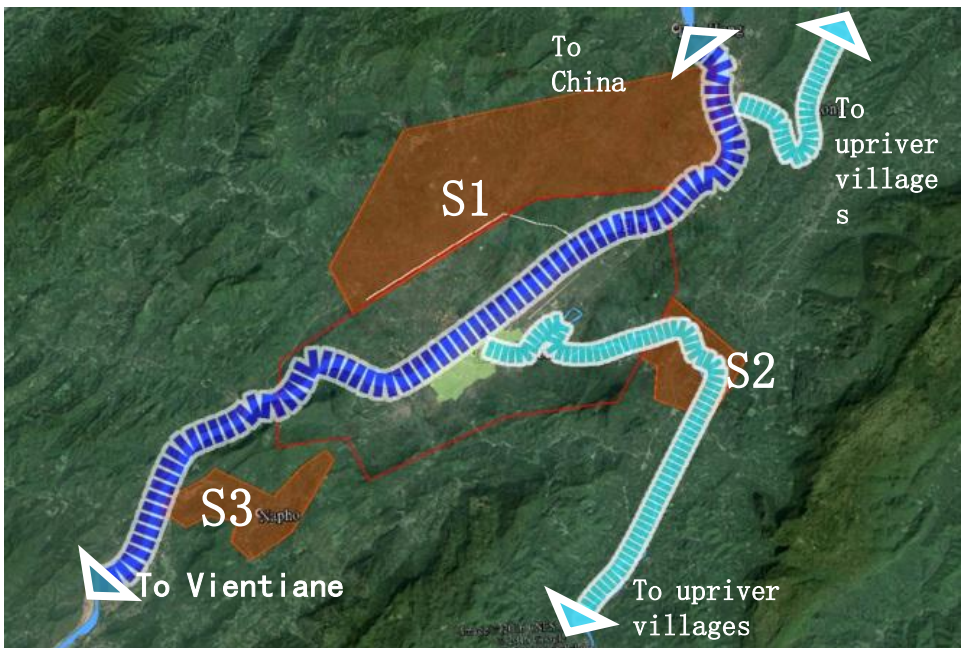 To
China
To
upriver
village
s
S1
S2
S3
Napho
To Vientiane
To upriver
villages